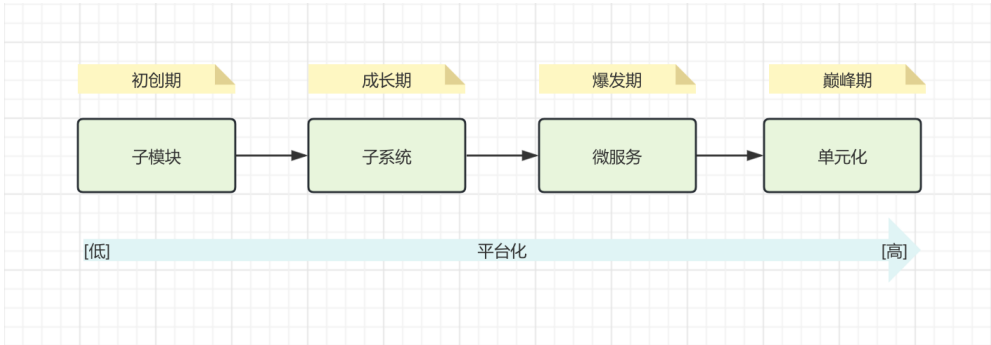 初创期
成长期
爆发期
巅峰期
子模块
子系统
微服务
单元化
[低]
平台化
[高]